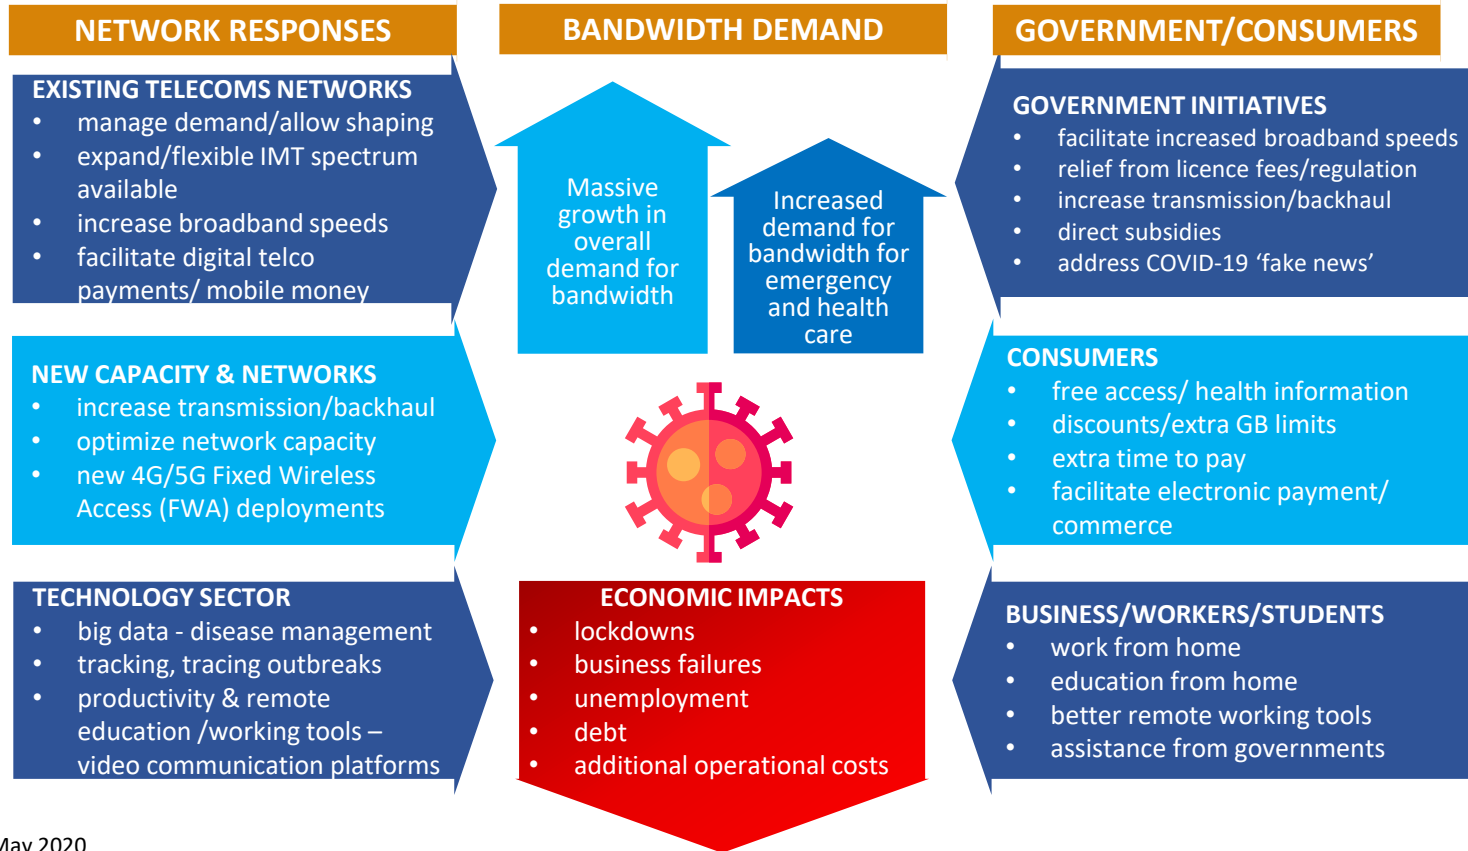 NETWORK RESPONSES
EXISTING TELECOMS NETWORKS
• manage demand/allow shaping
• expand/flexible IMT spectrum
available
• increase broadband speeds
• facilitate digital telco
payments/ mobile money
NEW CAPACITY & NETWORKS
• increase transmission/backhaul
• optimize network capacity
• new 4G/5G Fixed Wireless
Access (FWA) deployments
TECHNOLOGY SECTOR
• big data - disease management
• tracking, tracing outbreaks
• productivity & remote
education /working tools –
video communication platforms
BANDWIDTH DEMAND
Massive
growth in
overall
demand for
bandwidth
Increased
demand for
bandwidth for
emergency
and health
care
ECONOMIC IMPACTS
• lockdowns
• business failures
• unemployment
• debt
• additional operational costs
GOVERNMENT/CONSUMERS
GOVERNMENT INITIATIVES
• facilitate increased broadband speeds
• relief from licence fees/regulation
• increase transmission/backhaul
• direct subsidies
• address COVID-19 ‘fake news’
CONSUMERS
• free access/ health information
• discounts/extra GB limits
• extra time to pay
• facilitate electronic payment/
commerce
BUSINESS/WORKERS/STUDENTS
• work from home
• education from home
• better remote working tools
• assistance from governments
May 2020